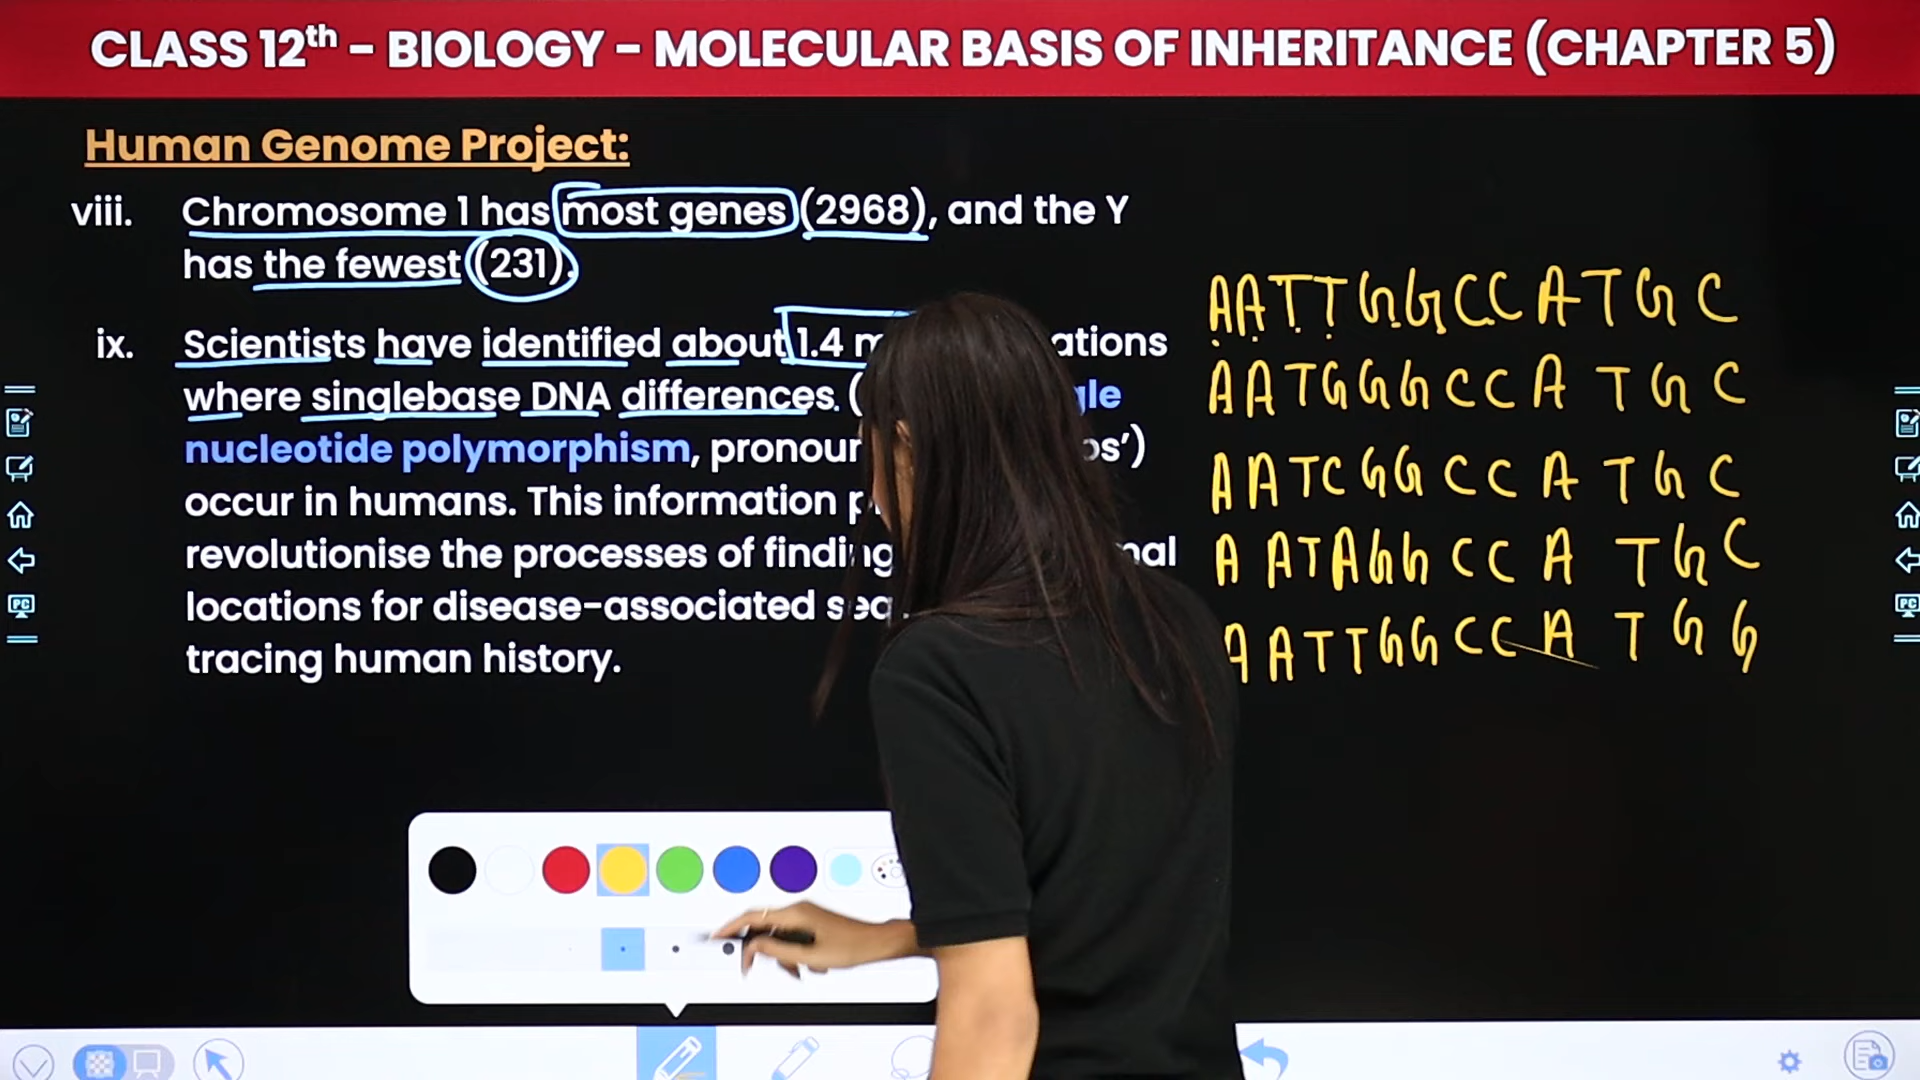 CLASS 12th - BIOLOGY - MOLECULAR BASIS OF INHERITANCE (CHAPTER 5)
Human Genome Project:
viii. Chromosome 1 has most genes (2968), and the Y
has the fewest (231).
ix. Scientists have identified about 1.4
where singlebase DNA differences. (
nucleotide polymorphism,
occur in humans. This information
revolutionise the processes of finding
locations for disease-associated
tracing human history.
AATTGGCCATGC
AATGGGCCATGC
AATCGGCCATGC
AATAGGCCATGC
AATTGGCCATGG
PC
PC